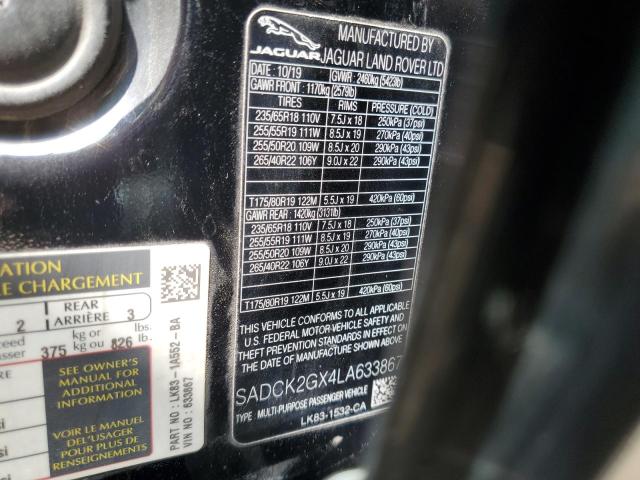 JAGUAR
MANUFACTURED BY
JAGUAR LAND ROVER LTD
DATE: 10/19 GVWR: 2460kg (5423lb)
GAWR FRONT: 1170kg (2579lb)
TIRES RIMS PRESSURE (COLD)
235/65R18 110V 7.5J x 18 250kPa (37psi)
255/55R19 111W 8.5J x 19 270kPa (40psi)
255/50R20 109W 8.5J x 20 290kPa (43psi)
265/40R22 106Y 9.0J x 22 290kPa (43psi)
T175/80R19 122M 5.5J x 19 420kPa (60psi)
GAWR REAR: 1420kg (3131lb)
235/65R18 110V 7.5J x 18 250kPa (37psi)
255/55R19 111W 8.5J x 19 270kPa (40psi)
255/50R20 109W 8.5J x 20 290kPa (43psi)
265/40R22 106Y 9.0J x 22 290kPa (43psi)
T175/80R19 122M 5.5J x 19 420kPa (60psi)
THIS VEHICLE CONFORMS TO ALL APPLICABLE
U.S. FEDERAL MOTOR-VEHICLE SAFETY AND
THEFT PREVENTION STANDARDS IN EFFECT ON
THE DATE OF MANUFACTURE SHOWN ABOVE.
SADCK2GX4LA633867
TYPE: MULTI-PURPOSE PASSENGER VEHICLE
LK83-1532-CA
MATION
E CHARGEMENT
2 REAR ARRIÈRE 3
375 kg or kg ou 826 lbs.
SEE OWNER'S
MANUAL FOR
ADDITIONAL
INFORMATION
VOIR LE MANUEL
DE L'USAGER
POUR PLUS DE
RENSEIGNEMENTS
PART NO: LK83-1A552-BA
VIN NO: 633867